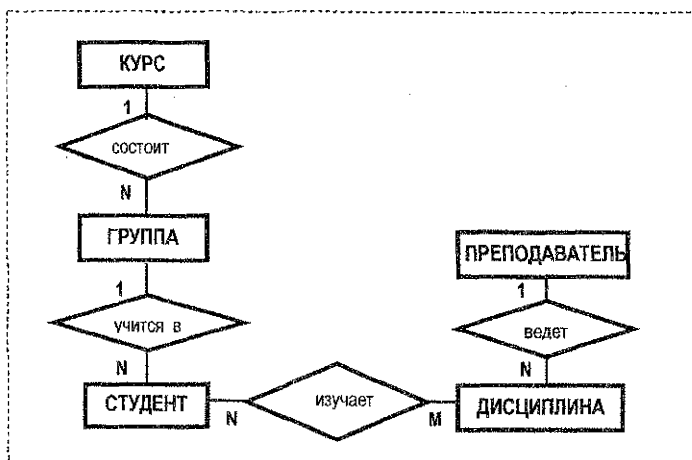 КУРС
1
состоит
N
ГРУППА
1
учится в
N
СТУДЕНТ
N
изучает
M
ПРЕПОДАВАТЕЛЬ
1
ведет
N
ДИСЦИПЛИНА